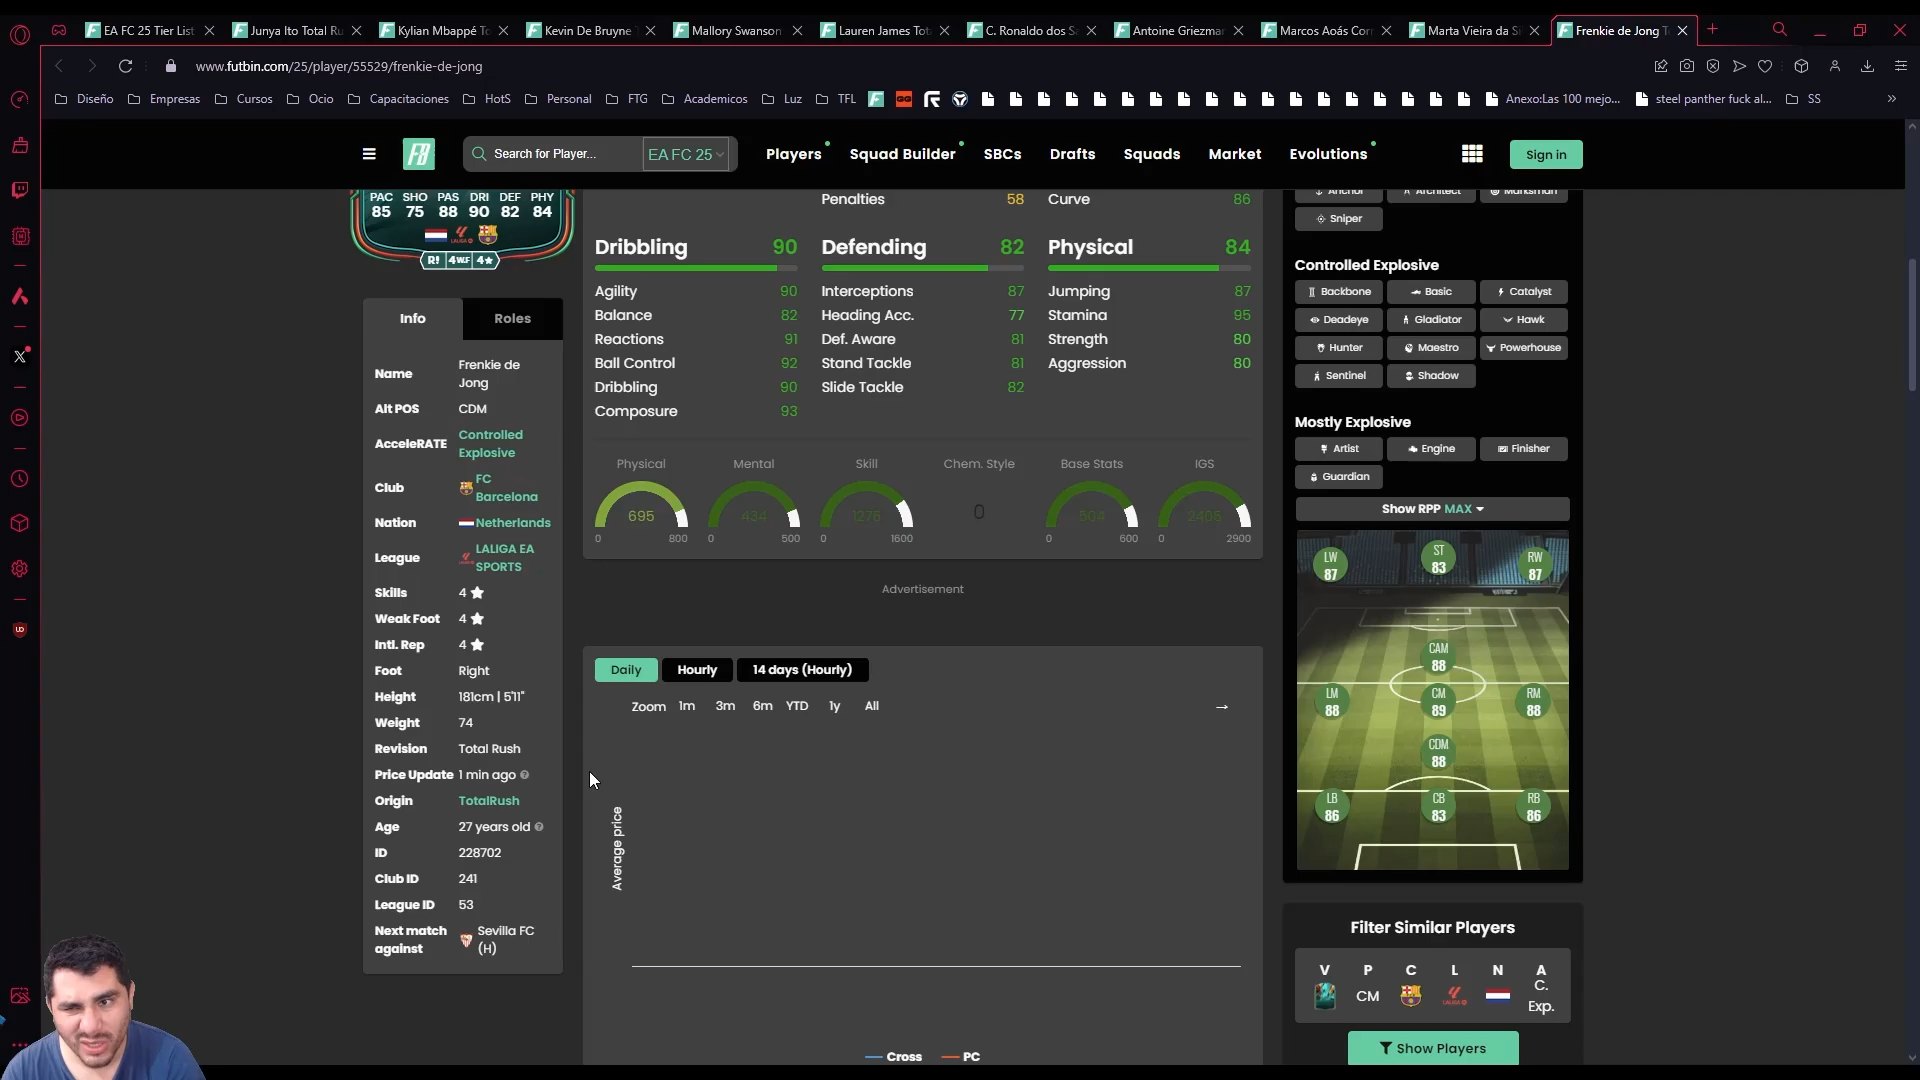 EA FC 25 Tier List
Junya Ito Total Ru
Kylian Mbappé To
Kevin De Bruyne T
Mallory Swanson
Lauren James Tot
C. Ronaldo dos Sa
Antoine Griezmar
Marcos Aoás Corr
Marta Vieira da Si
Frenkie de Jong T
www.futbin.com/25/player/55529/frenkie-de-jong
Diseño
Empresas
Cursos
Ocio
Capacitaciones
HotS
Personal
FTG
Academicos
Luz
TFL
Anexo:Las 100 mejo...
steel panther fuck al...
SS
Search for Player...
EA FC 25
Players
Squad Builder
SBCs
Drafts
Squads
Market
Evolutions
Sign in
PAC SHO PAS DRI DEF PHY
85 75 88 90 82 84
R! 4WF 4★
Info
Roles
Name Frenkie de Jong
Alt POS CDM
AcceleRATE Controlled Explosive
Club FC Barcelona
Nation Netherlands
League LALIGA EA SPORTS
Skills 4
Weak Foot 4
Intl. Rep 4
Foot Right
Height 181cm | 5'11"
Weight 74
Revision Total Rush
Price Update 1 min ago
Origin TotalRush
Age 27 years old
ID 228702
Club ID 241
League ID 53
Next match against Sevilla FC (H)
Penalties 58
Curve 86
Dribbling 90
Agility 90
Balance 82
Reactions 91
Ball Control 92
Dribbling 90
Composure 93
Defending 82
Interceptions 87
Heading Acc. 77
Def. Aware 81
Stand Tackle 81
Slide Tackle 82
Physical 84
Jumping 87
Stamina 95
Strength 80
Aggression 80
Physical
695
0 800
Mental
434
0 500
Skill
1276
0 1600
Chem. Style
0
Base Stats
504
0 600
IGS
2405
0 2900
Advertisement
Daily
Hourly
14 days (Hourly)
Zoom 1m 3m 6m YTD 1y All
→
Average price
Cross
PC
Anchor
Architect
Marksman
Sniper
Controlled Explosive
Backbone
Basic
Catalyst
Deadeye
Gladiator
Hawk
Hunter
Maestro
Powerhouse
Sentinel
Shadow
Mostly Explosive
Artist
Engine
Finisher
Guardian
Show RPP MAX
LW 87
ST 83
RW 87
CAM 88
LM 88
CM 89
RM 88
CDM 88
LB 86
CB 83
RB 86
Filter Similar Players
V P C L N A
CM
C. Exp.
Show Players